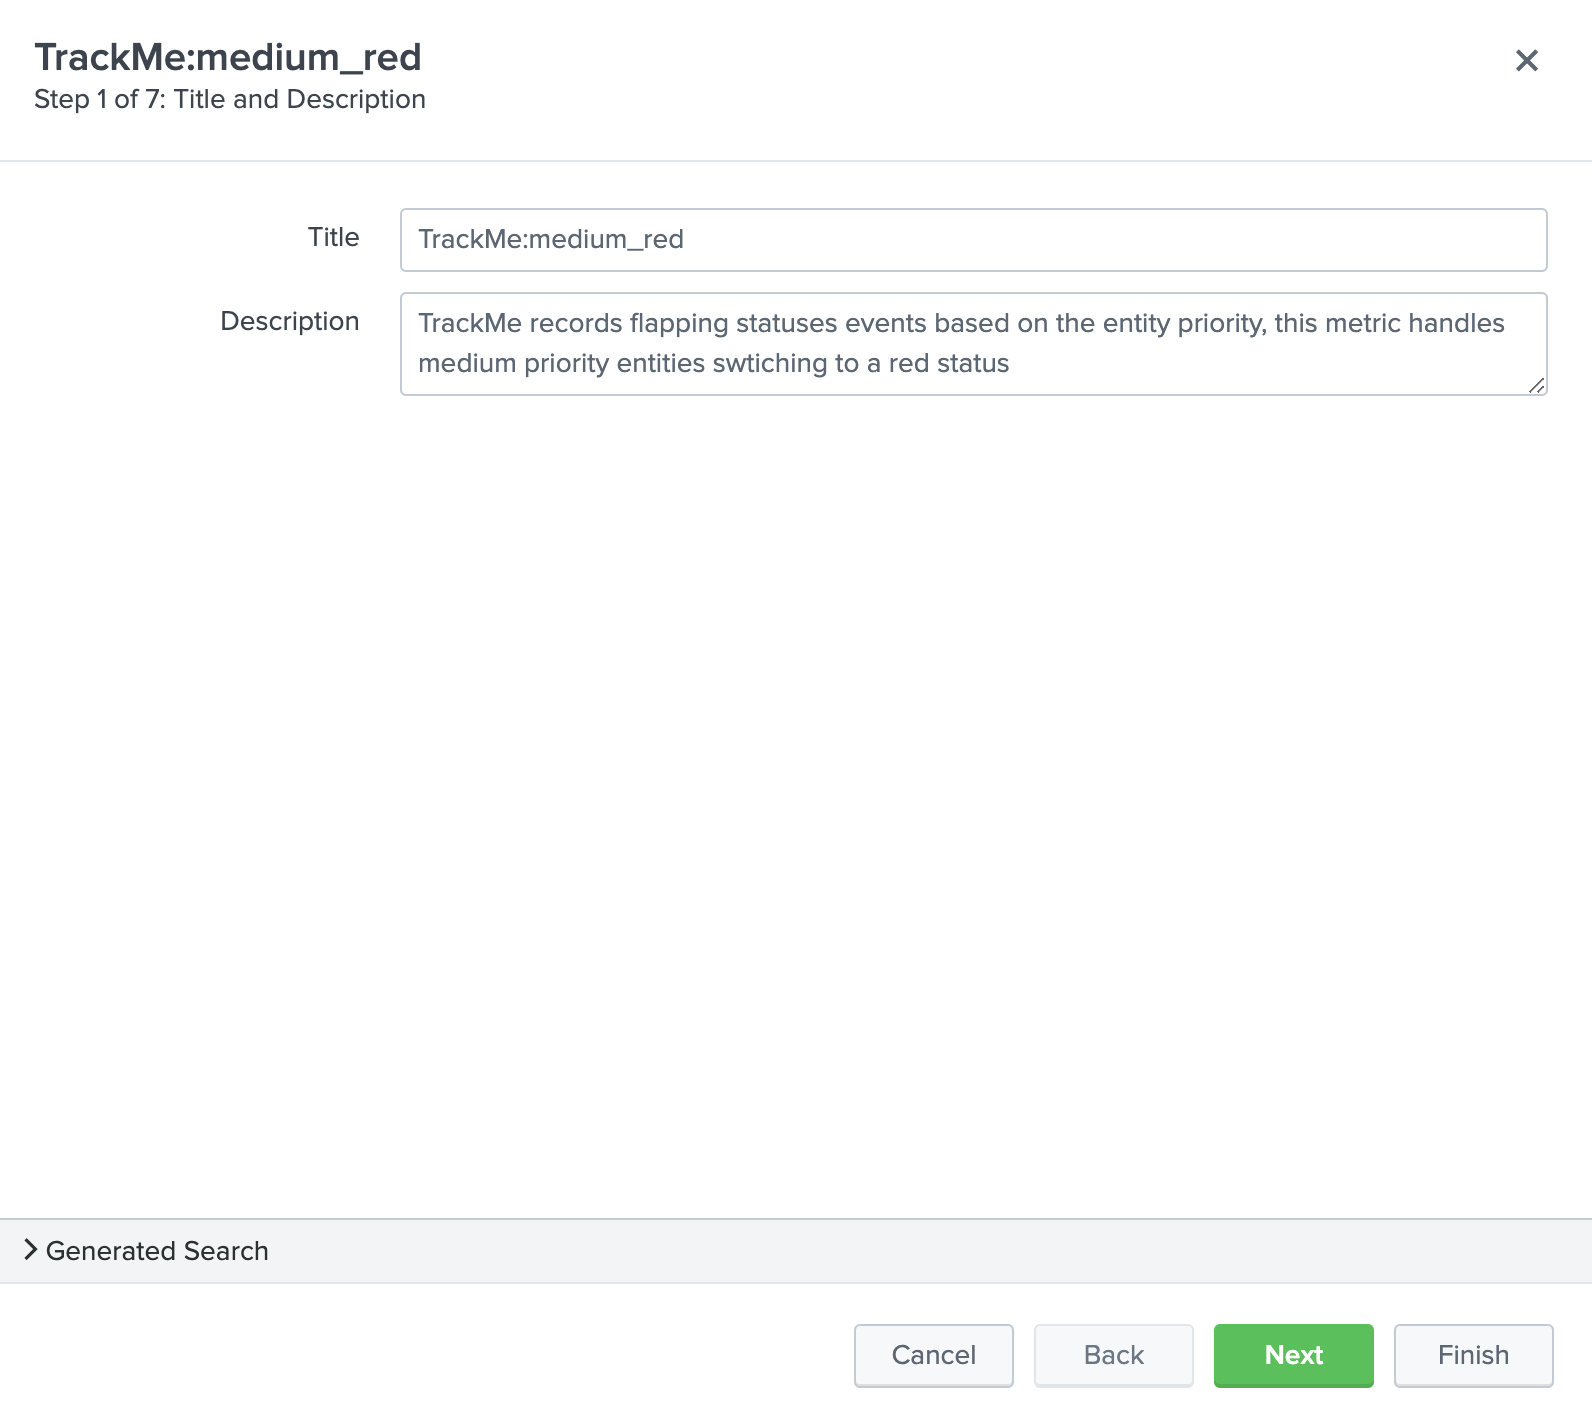 TrackMe:medium_red
Step 1 of 7: Title and Description
Title
TrackMe:medium_red
Description
TrackMe records flapping statuses events based on the entity priority, this metric handles
medium priority entities swtiching to a red status
Generated Search
Cancel
Back
Next
Finish